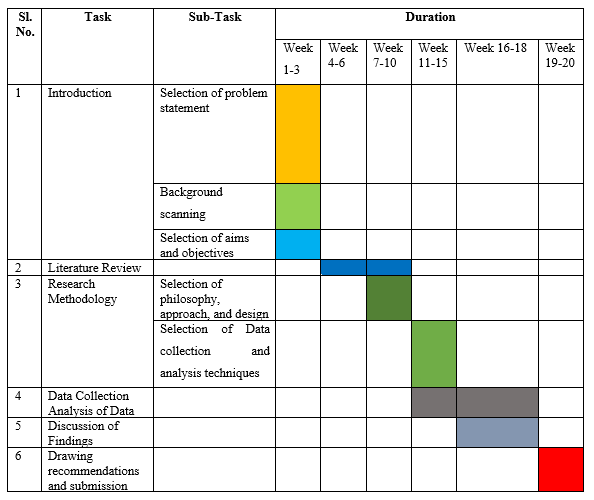 Sl. No.
Task
Sub-Task
Duration
Week 1-3
Week 4-6
Week 7-10
Week 11-15
Week 16-18
Week 19-20
1
Introduction
Selection of problem
statement
Background
scanning
Selection of aims
and objectives
2
Literature Review
3
Research
Methodology
Selection of
philosophy,
approach, and design
Selection of Data
collection and
analysis techniques
4
Data Collection
Analysis of Data
5
Discussion of
Findings
6
Drawing
recommendations
and submission